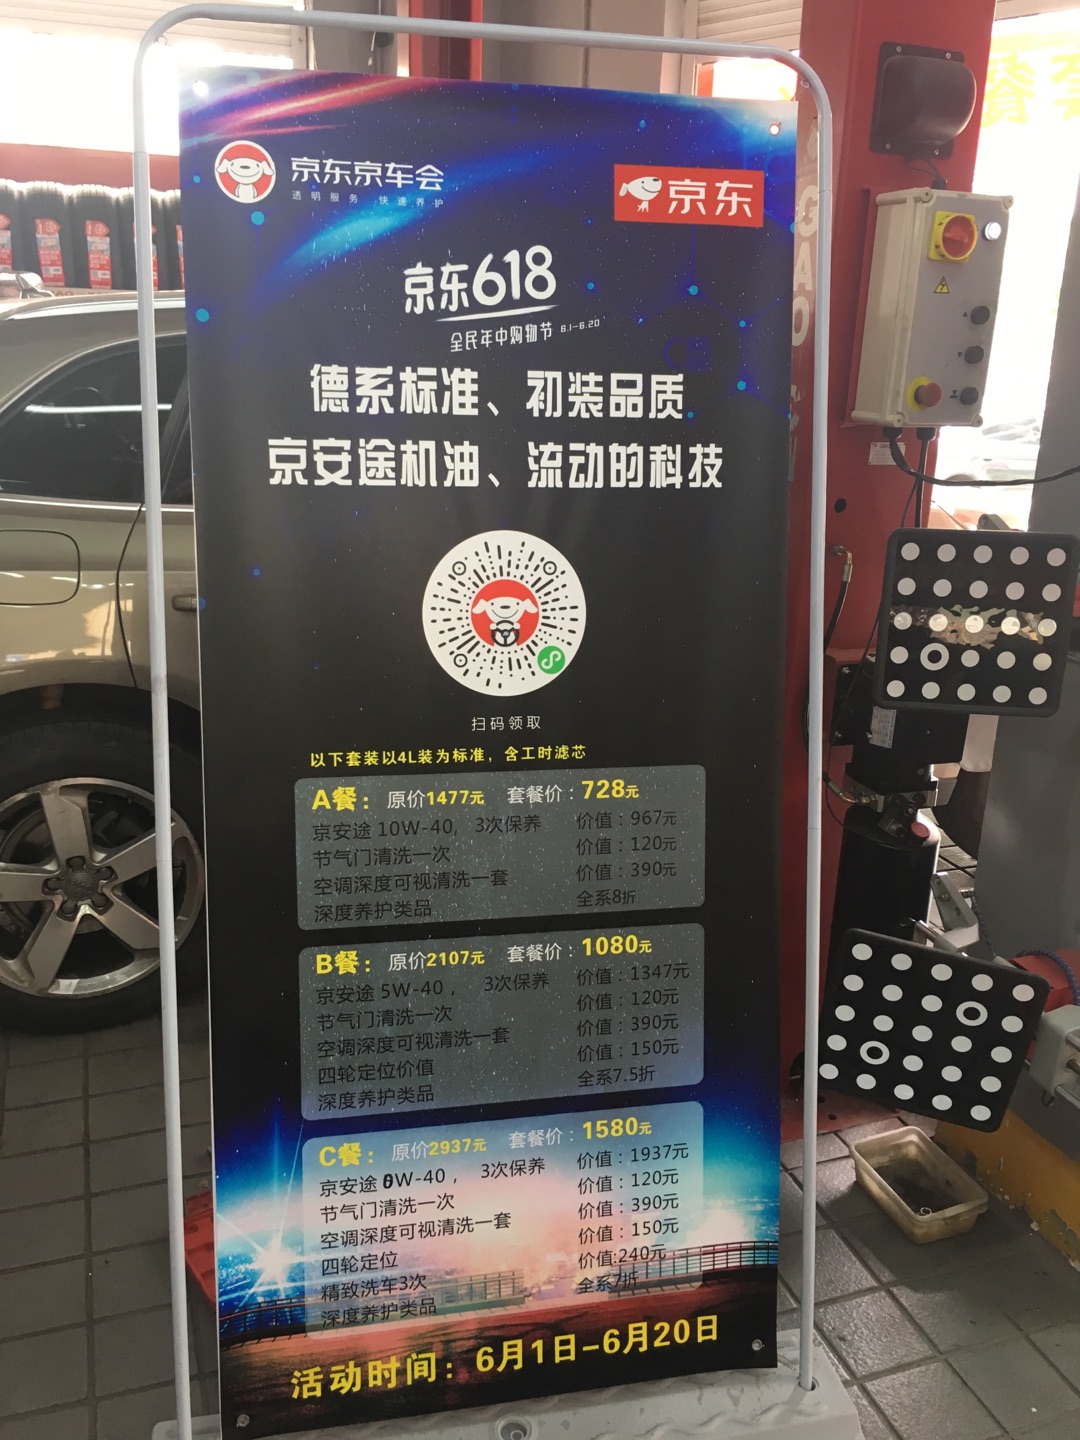 京东京车会
透明服务 快速养护
京东
京东618
全民年中购物节 6.1-6.20
德系标准、初装品质
京安途机油、流动的科技
扫码领取
以下套装以4L装为标准，含工时滤芯
A餐： 原价1477元 套餐价：728元
京安途 10W-40， 3次保养 价值：967元
节气门清洗一次 价值：120元
空调深度可视清洗一套 价值：390元
深度养护类品 全系8折
B餐： 原价2107元 套餐价：1080元
京安途 5W-40， 3次保养 价值：1347元
节气门清洗一次 价值：120元
空调深度可视清洗一套 价值：390元
四轮定位价值 价值：150元
深度养护类品 全系7.5折
C餐： 原价2937元 套餐价：1580元
京安途 0W-40， 3次保养 价值：1937元
节气门清洗一次 价值：120元
空调深度可视清洗一套 价值：390元
四轮定位 价值：150元
精致洗车3次 价值:240元
深度养护类品 全系7折
活动时间：6月1日-6月20日
GAO